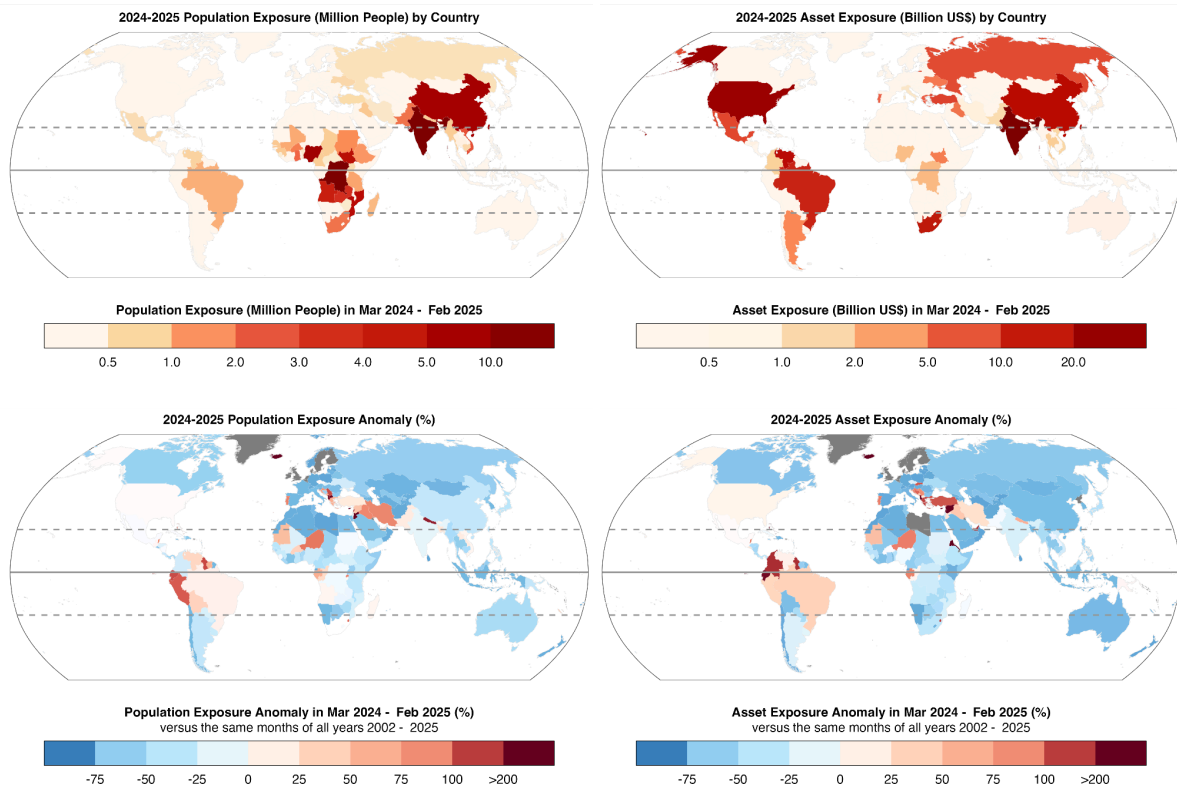 2024-2025 Population Exposure (Million People) by Country
2024-2025 Asset Exposure (Billion US$) by Country
Population Exposure (Million People) in Mar 2024 - Feb 2025
0.5 1.0 2.0 3.0 4.0 5.0 10.0
Asset Exposure (Billion US$) in Mar 2024 - Feb 2025
0.5 1.0 2.0 5.0 10.0 20.0
2024-2025 Population Exposure Anomaly (%)
2024-2025 Asset Exposure Anomaly (%)
Population Exposure Anomaly in Mar 2024 - Feb 2025 (%)
versus the same months of all years 2002 - 2025
-75 -50 -25 0 25 50 75 100 >200
Asset Exposure Anomaly in Mar 2024 - Feb 2025 (%)
versus the same months of all years 2002 - 2025
-75 -50 -25 0 25 50 75 100 >200